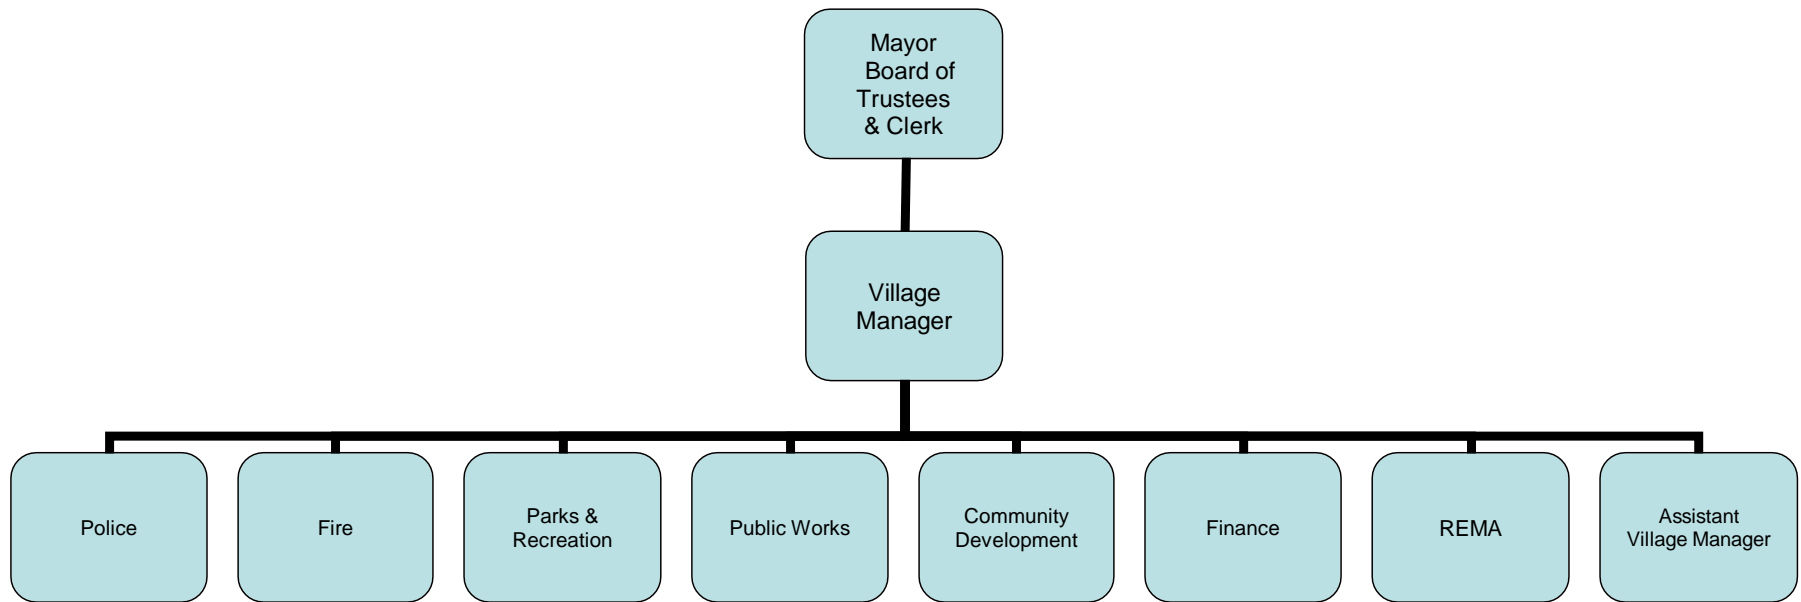 Mayor
Board of
Trustees
& Clerk
Village
Manager
Police
Fire
Parks &
Recreation
Public Works
Community
Development
Finance
REMA
Assistant
Village Manager